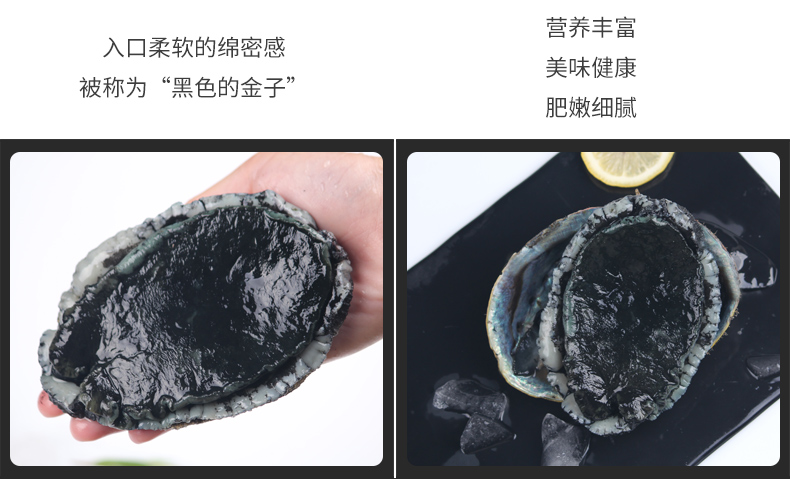 入口柔软的绵密感
被称为“黑色的金子”
营养丰富
美味健康
肥嫩细腻